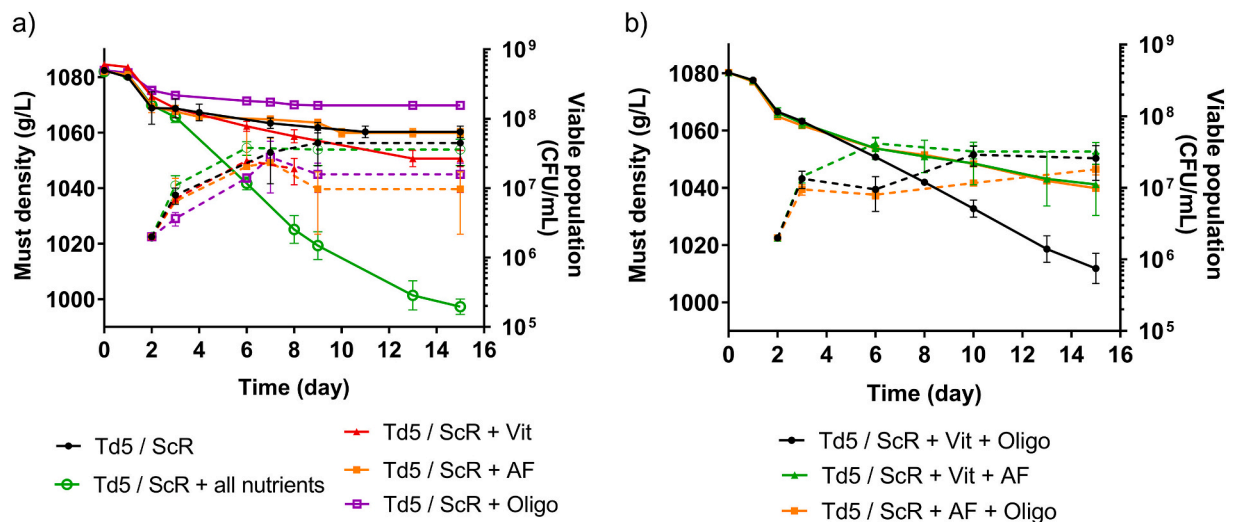 a)
Must density (g/L)
1080
1060
1040
1020
1000
10⁹
10⁸
10⁷
10⁶
10⁵
Viable population
(CFU/mL)
0 2 4 6 8 10 12 14 16
Time (day)
Td5 / ScR
Td5 / ScR + all nutrients
Td5 / ScR + Vit
Td5 / ScR + AF
Td5 / ScR + Oligo
b)
Must density (g/L)
1080
1060
1040
1020
1000
10⁹
10⁸
10⁷
10⁶
10⁵
Viable population
(CFU/mL)
0 2 4 6 8 10 12 14 16
Time (day)
Td5 / ScR + Vit + Oligo
Td5 / ScR + Vit + AF
Td5 / ScR + AF + Oligo